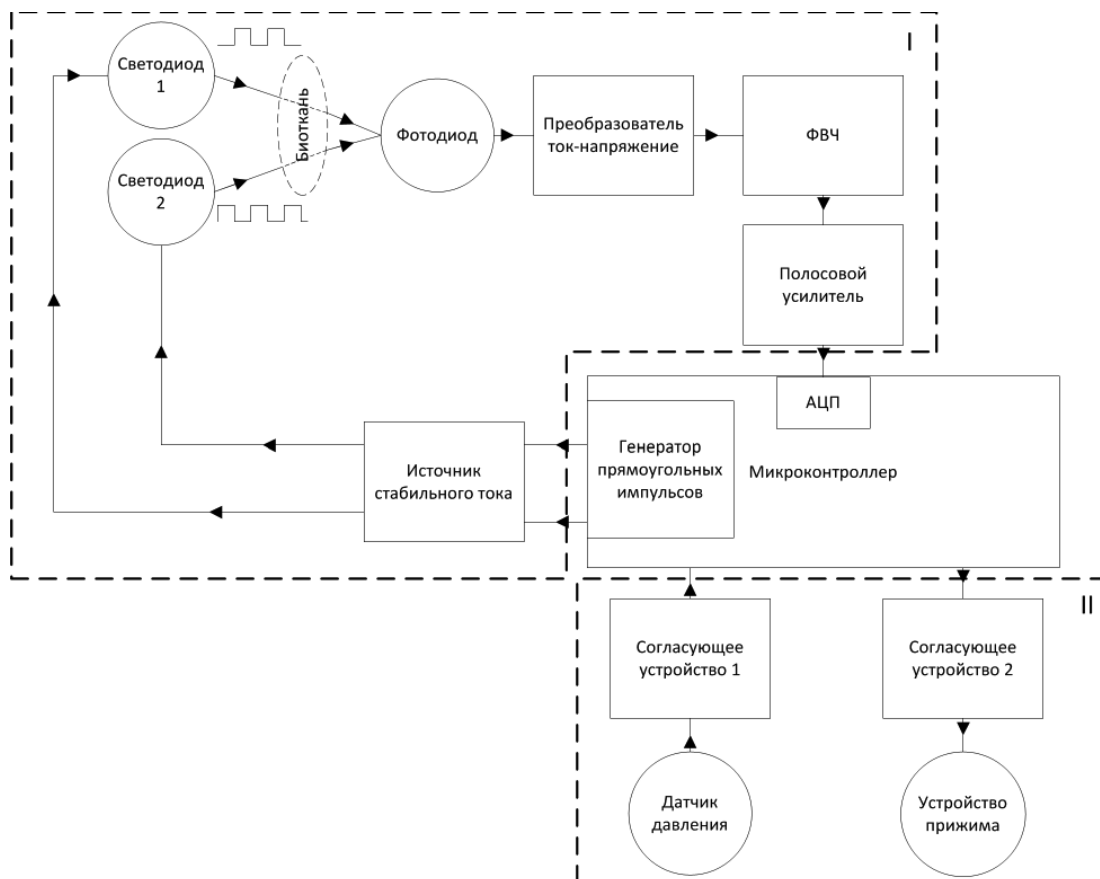 I
Светодиод
1
Биоткань
Фотодиод
Преобразователь
ток-напряжение
ФВЧ
Светодиод
2
Полосовой
усилитель
АЦП
Генератор
прямоугольных
импульсов
Микроконтроллер
Источник
стабильного тока
II
Согласующее
устройство 1
Согласующее
устройство 2
Датчик
давления
Устройство
прижима